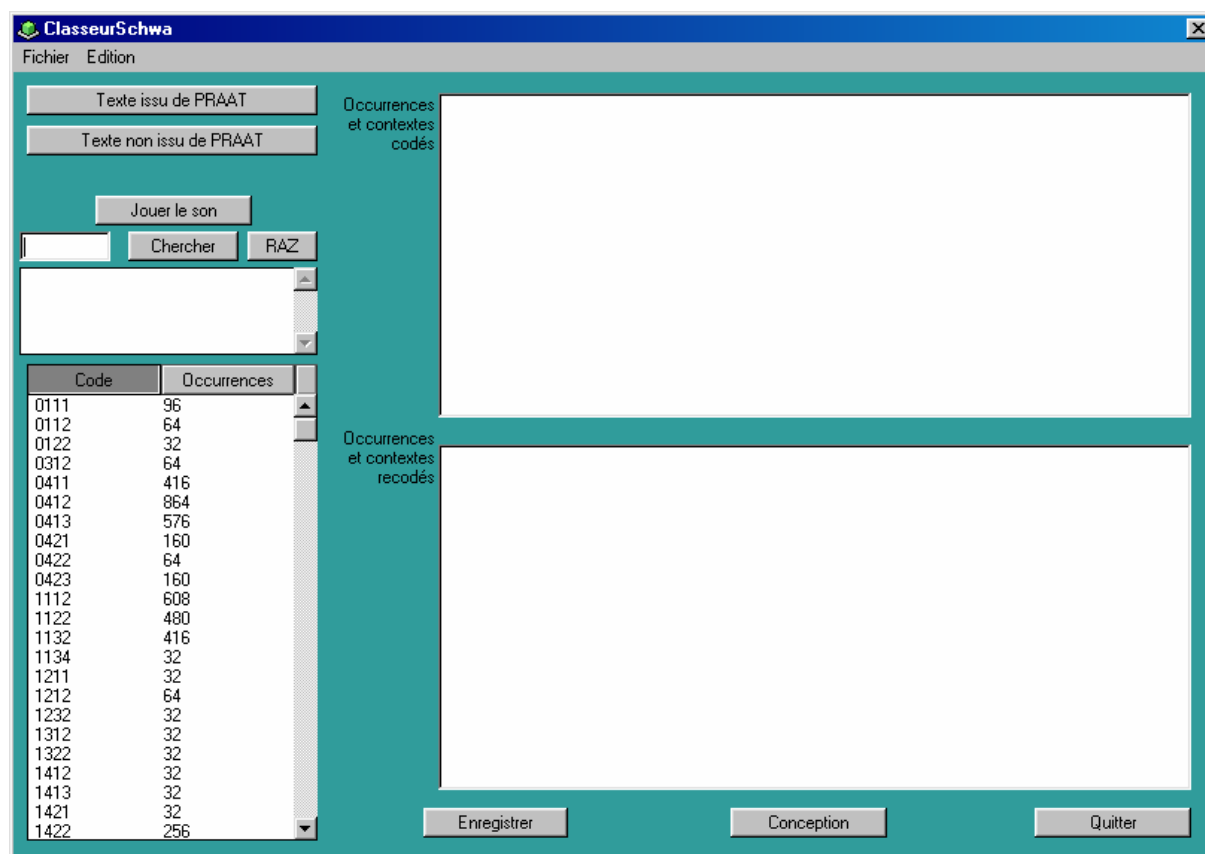 ClasseurSchwa
Fichier Edition
Texte issu de PRAAT
Texte non issu de PRAAT
Jouer le son
Chercher RAZ
Code Occurrences
0111 96
0112 64
0122 32
0312 64
0411 416
0412 864
0413 576
0421 160
0422 64
0423 160
1112 608
1122 480
1132 416
1134 32
1211 32
1212 64
1232 32
1312 32
1322 32
1412 32
1413 32
1421 32
1422 256
Occurrences
et contextes
codés
Occurrences
et contextes
recodés
Enregistrer Conception Quitter